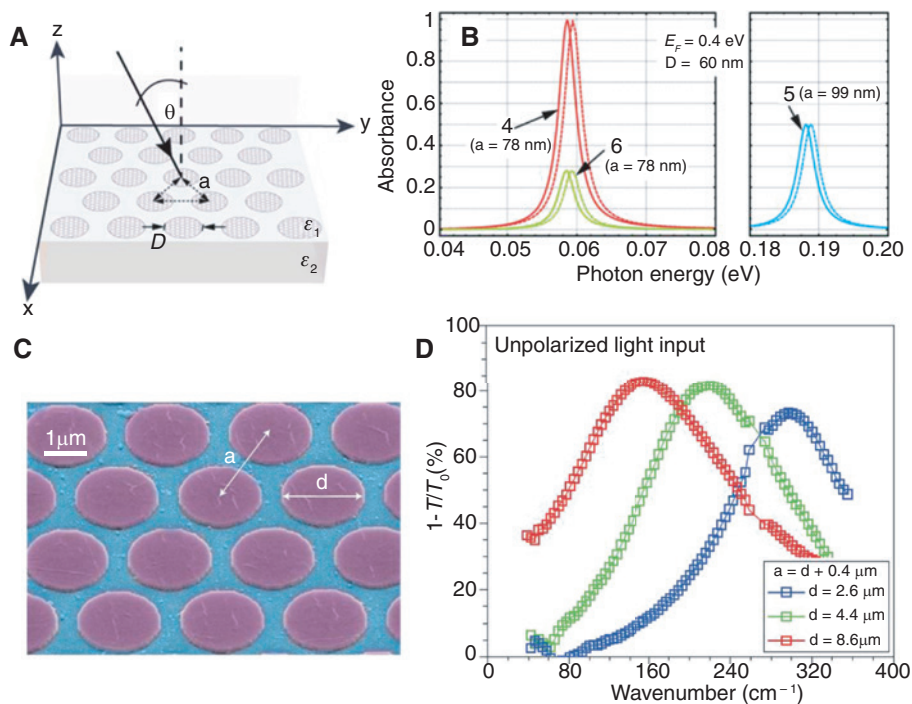 A
z
θ
y
a
D
ε1
ε2
x
B
Absorbance
1
0.8
0.6
0.4
0.2
0
EF = 0.4 eV
D = 60 nm
4
(a = 78 nm)
6
(a = 78 nm)
5 (a = 99 nm)
0.04 0.05 0.06 0.07 0.08
0.18 0.19 0.20
Photon energy (eV)
C
1μm
a
d
D
Unpolarized light input
1-T/T0(%)
100
80
60
40
20
0
a = d + 0.4 μm
d = 2.6 μm
d = 4.4 μm
d = 8.6μm
0 80 160 240 320 400
Wavenumber (cm−1)